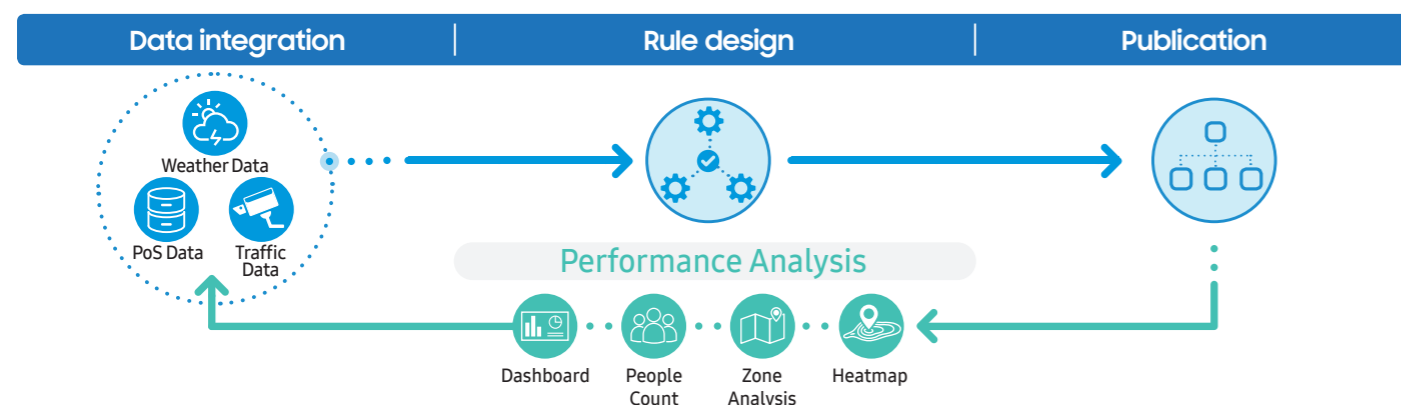 Data integration
Rule design
Publication
Weather Data
PoS Data
Traffic
Data
Performance Analysis
Dashboard
People
Count
Zone
Analysis
Heatmap